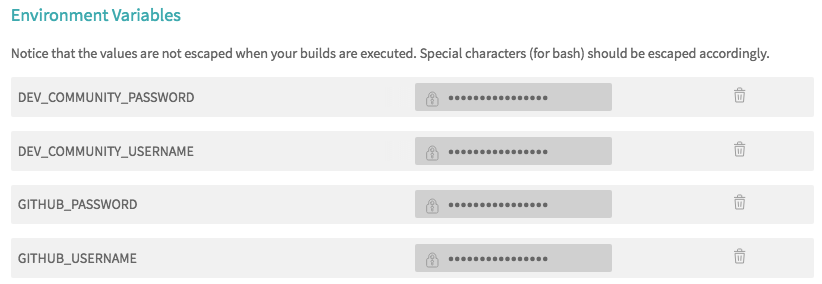 Environment Variables
Notice that the values are not escaped when your builds are executed. Special characters (for bash) should be escaped accordingly.
DEV_COMMUNITY_PASSWORD ••••••••••••••••
DEV_COMMUNITY_USERNAME ••••••••••••••••
GITHUB_PASSWORD ••••••••••••••••
GITHUB_USERNAME ••••••••••••••••